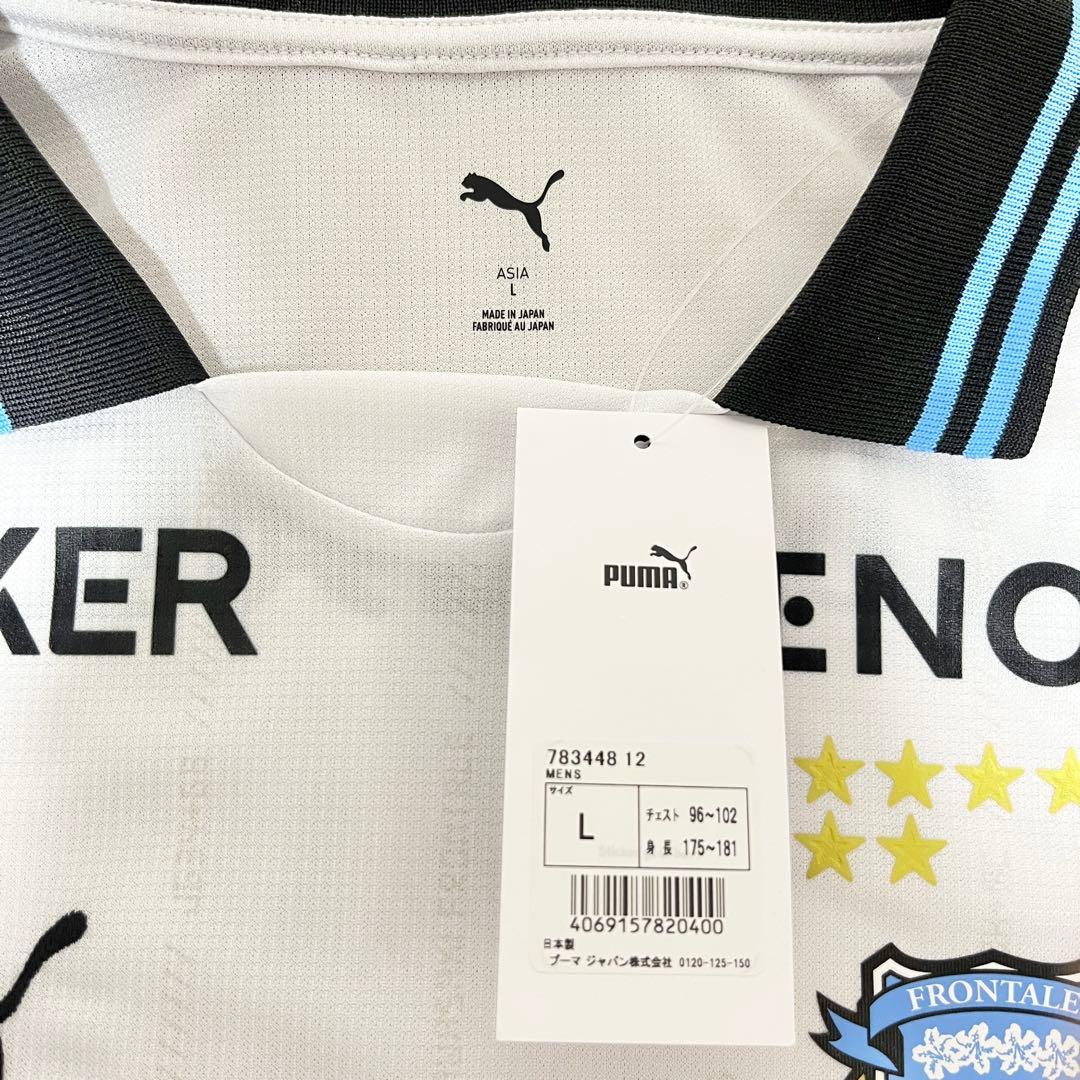 ASIA
L
MADE IN JAPAN
FABRIQUÉ AU JAPAN
KER
ENO
PUMA®
783448 12
MENS
サイズ
L
チェスト 96~102
身長 175~181
4069157820400
日本製
プーマ ジャパン株式会社 0120-125-150
FRONTALE